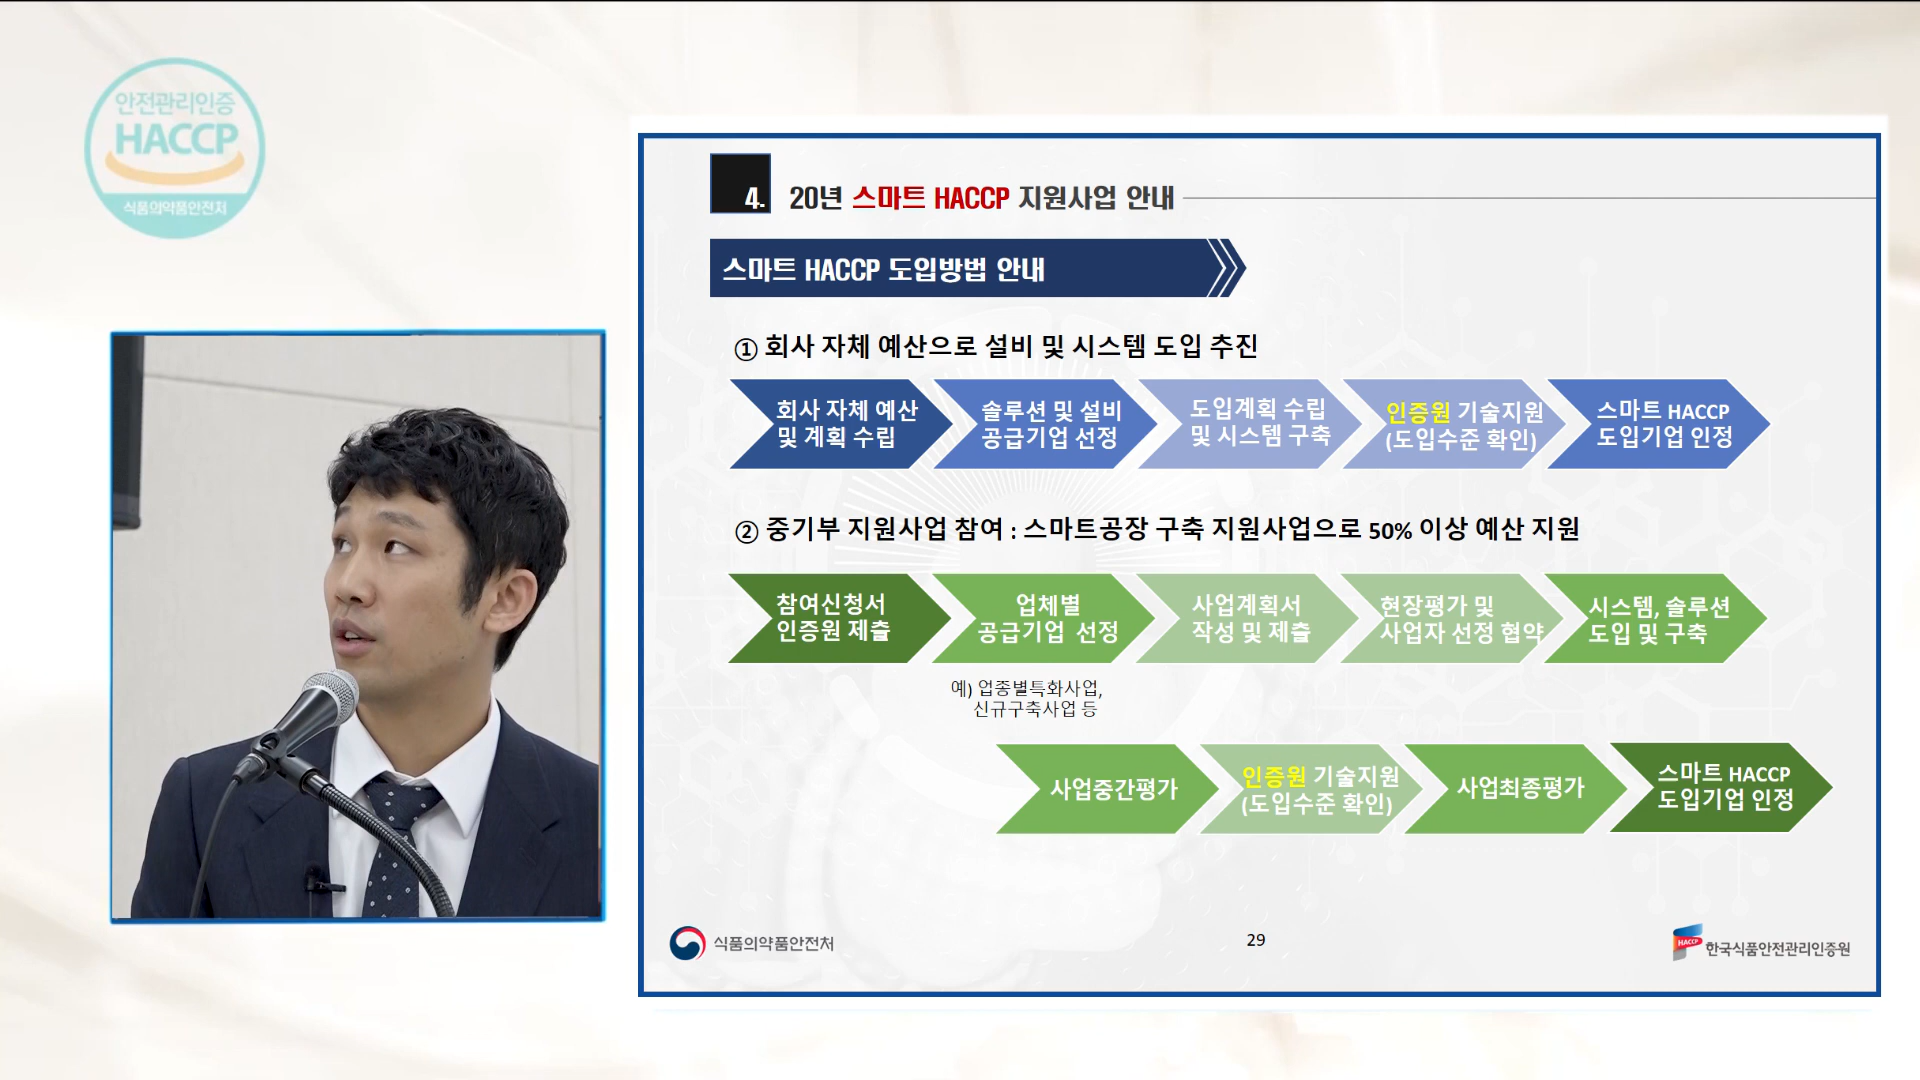 안전관리인증
HACCP
식품의약품안전처
4.
20년 스마트 HACCP 지원사업 안내
스마트 HACCP 도입방법 안내
① 회사 자체 예산으로 설비 및 시스템 도입 추진
회사 자체 예산
및 계획 수립
솔루션 및 설비
공급기업 선정
도입계획 수립
및 시스템 구축
인증원 기술지원
(도입수준 확인)
스마트 HACCP
도입기업 인정
② 중기부 지원사업 참여 : 스마트공장 구축 지원사업으로 50% 이상 예산 지원
참여신청서
인증원 제출
업체별
공급기업 선정
사업계획서
작성 및 제출
현장평가 및
사업자 선정 협약
시스템, 솔루션
도입 및 구축
예) 업종별특화사업,
신규구축사업 등
사업중간평가
인증원 기술지원
(도입수준 확인)
사업최종평가
스마트 HACCP
도입기업 인정
식품의약품안전처
29
HACCP
한국식품안전관리인증원